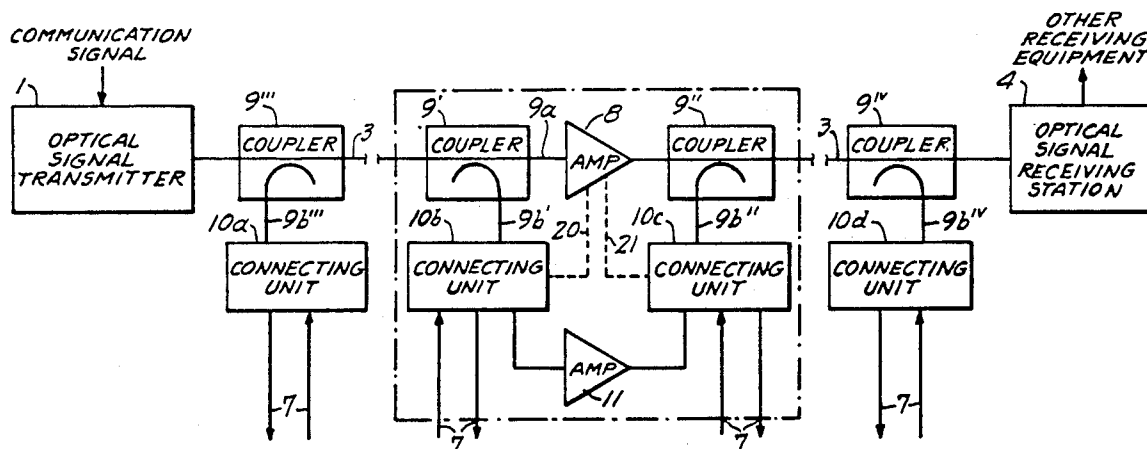 COMMUNICATION
SIGNAL
1
OPTICAL
SIGNAL
TRANSMITTER
9'''
COUPLER
3
9b'''
10a
CONNECTING
UNIT
7
9'
COUPLER
9a
8
AMP
9''
COUPLER
10b
9b'
20
21
10c
9b''
CONNECTING
UNIT
CONNECTING
UNIT
AMP
11
7
7
3
9iv
COUPLER
10d
9biv
CONNECTING
UNIT
7
OTHER
RECEIVING
EQUIPMENT
4
OPTICAL
SIGNAL
RECEIVING
STATION